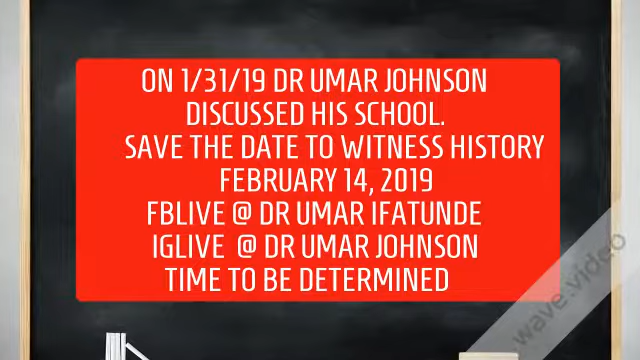 ON 1/31/19 DR UMAR JOHNSON
DISCUSSED HIS SCHOOL.
SAVE THE DATE TO WITNESS HISTORY
FEBRUARY 14, 2019
FBLIVE @ DR UMAR IFATUNDE
IGLIVE @ DR UMAR JOHNSON
TIME TO BE DETERMINED
wave.video